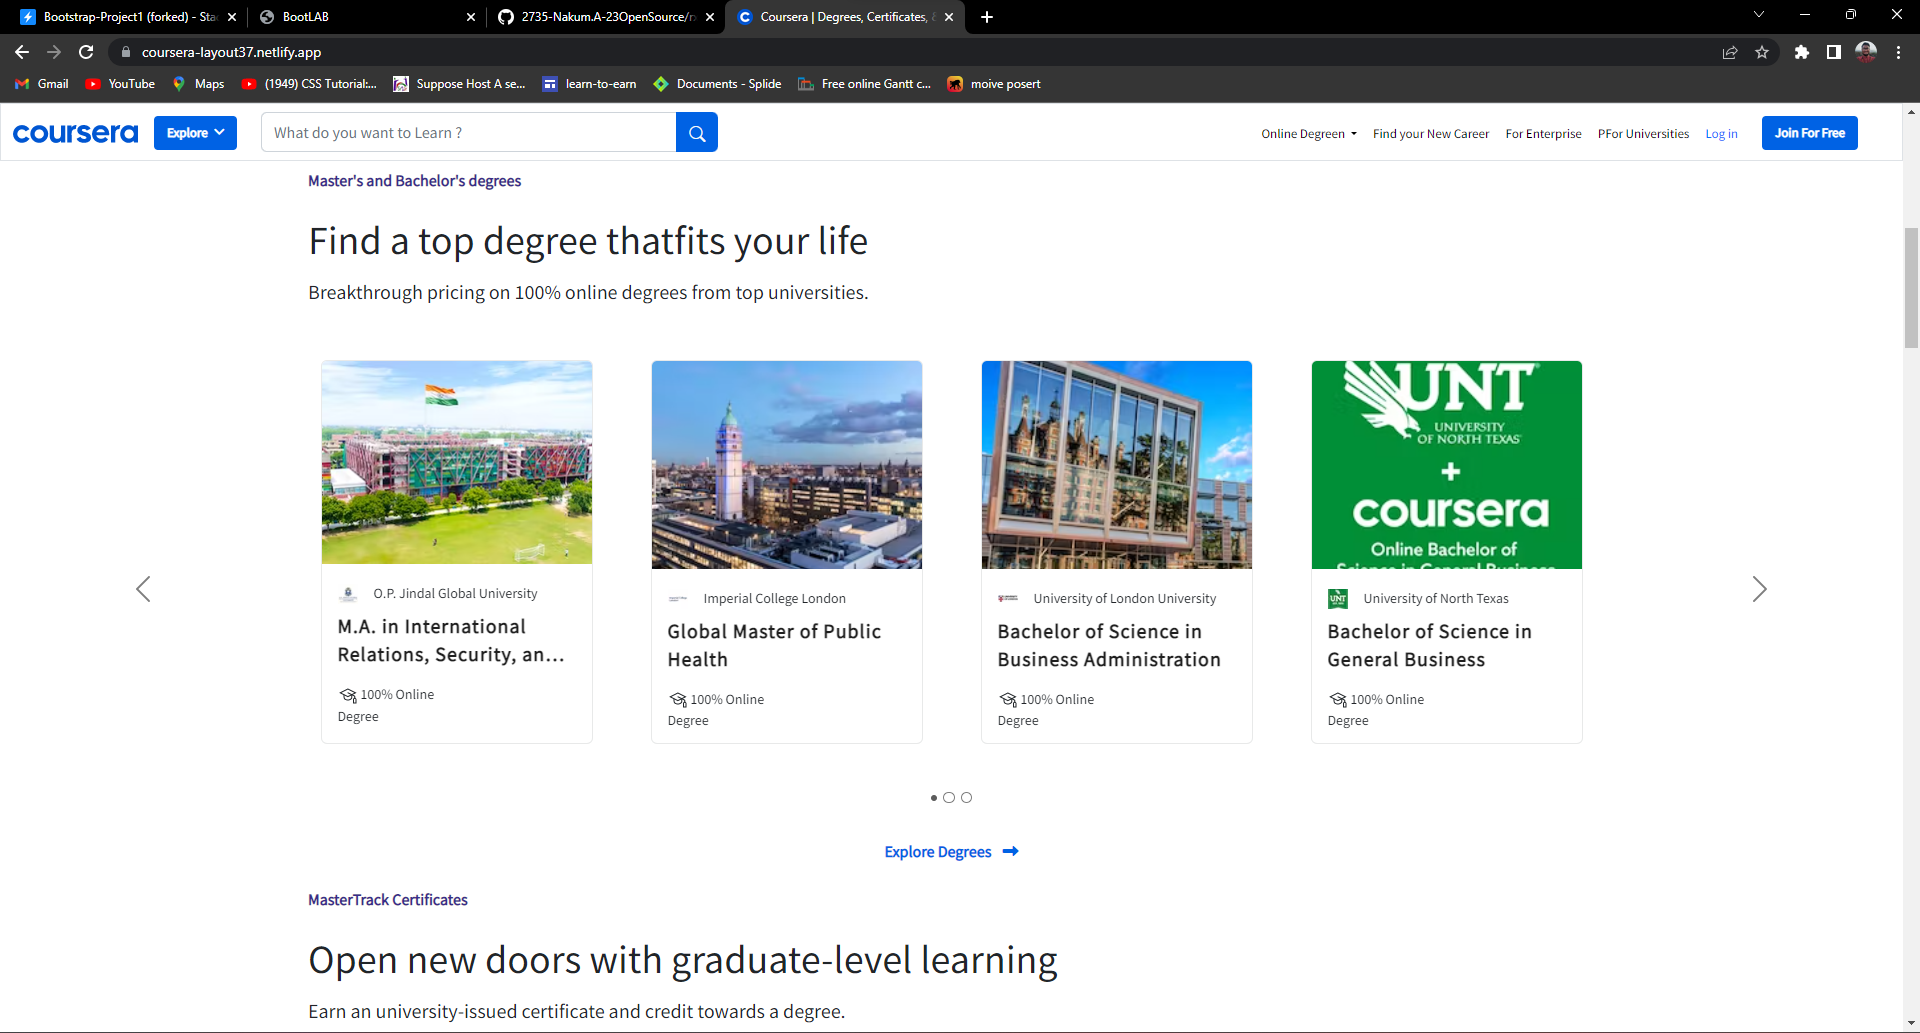 Bootstrap-Project1 (forked) - Sta
BootLAB
2735-Nakum.A-23OpenSource/r
Coursera | Degrees, Certificates, &
coursera-layout37.netlify.app
Gmail
YouTube
Maps
(1949) CSS Tutorial:...
Suppose Host A se...
learn-to-earn
Documents - Splide
Free online Gantt c...
moive posert
coursera
Explore
What do you want to Learn ?
Online Degreen
Find your New Career
For Enterprise
PFor Universities
Log in
Join For Free
Master's and Bachelor's degrees
Find a top degree thatfits your life
Breakthrough pricing on 100% online degrees from top universities.
UNT
UNIVERSITY
OF NORTH TEXAS
+
coursera
Online Bachelor of
Science in General Business
O.P. Jindal Global University
M.A. in International
Relations, Security, an...
100% Online
Degree
Imperial College London
Global Master of Public
Health
100% Online
Degree
University of London University
Bachelor of Science in
Business Administration
100% Online
Degree
UNT
University of North Texas
Bachelor of Science in
General Business
100% Online
Degree
Explore Degrees
MasterTrack Certificates
Open new doors with graduate-level learning
Earn an university-issued certificate and credit towards a degree.